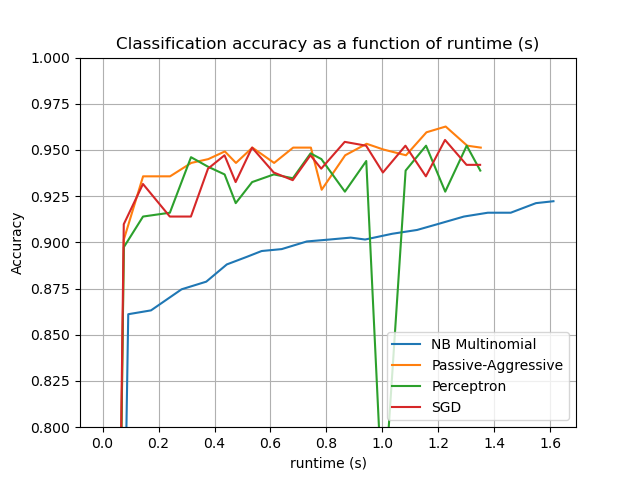 Classification accuracy as a function of runtime (s)
1.000
0.975
0.950
0.925
0.900
0.875
0.850
0.825
0.800
Accuracy
NB Multinomial
Passive-Aggressive
Perceptron
SGD
0.0 0.2 0.4 0.6 0.8 1.0 1.2 1.4 1.6
runtime (s)